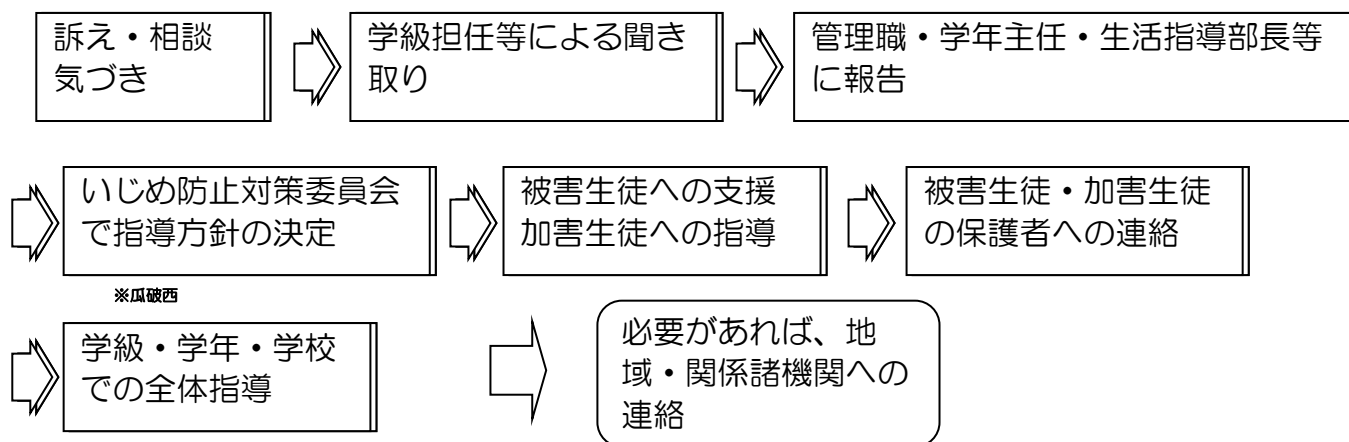 訴え・相談
気づき
学級担任等による聞き
取り
管理職・学年主任・生活指導部長等
に報告
いじめ防止対策委員会
で指導方針の決定
被害生徒への支援
加害生徒への指導
被害生徒・加害生徒
の保護者への連絡
※瓜破西
学級・学年・学校
での全体指導
必要があれば、地
域・関係諸機関への
連絡